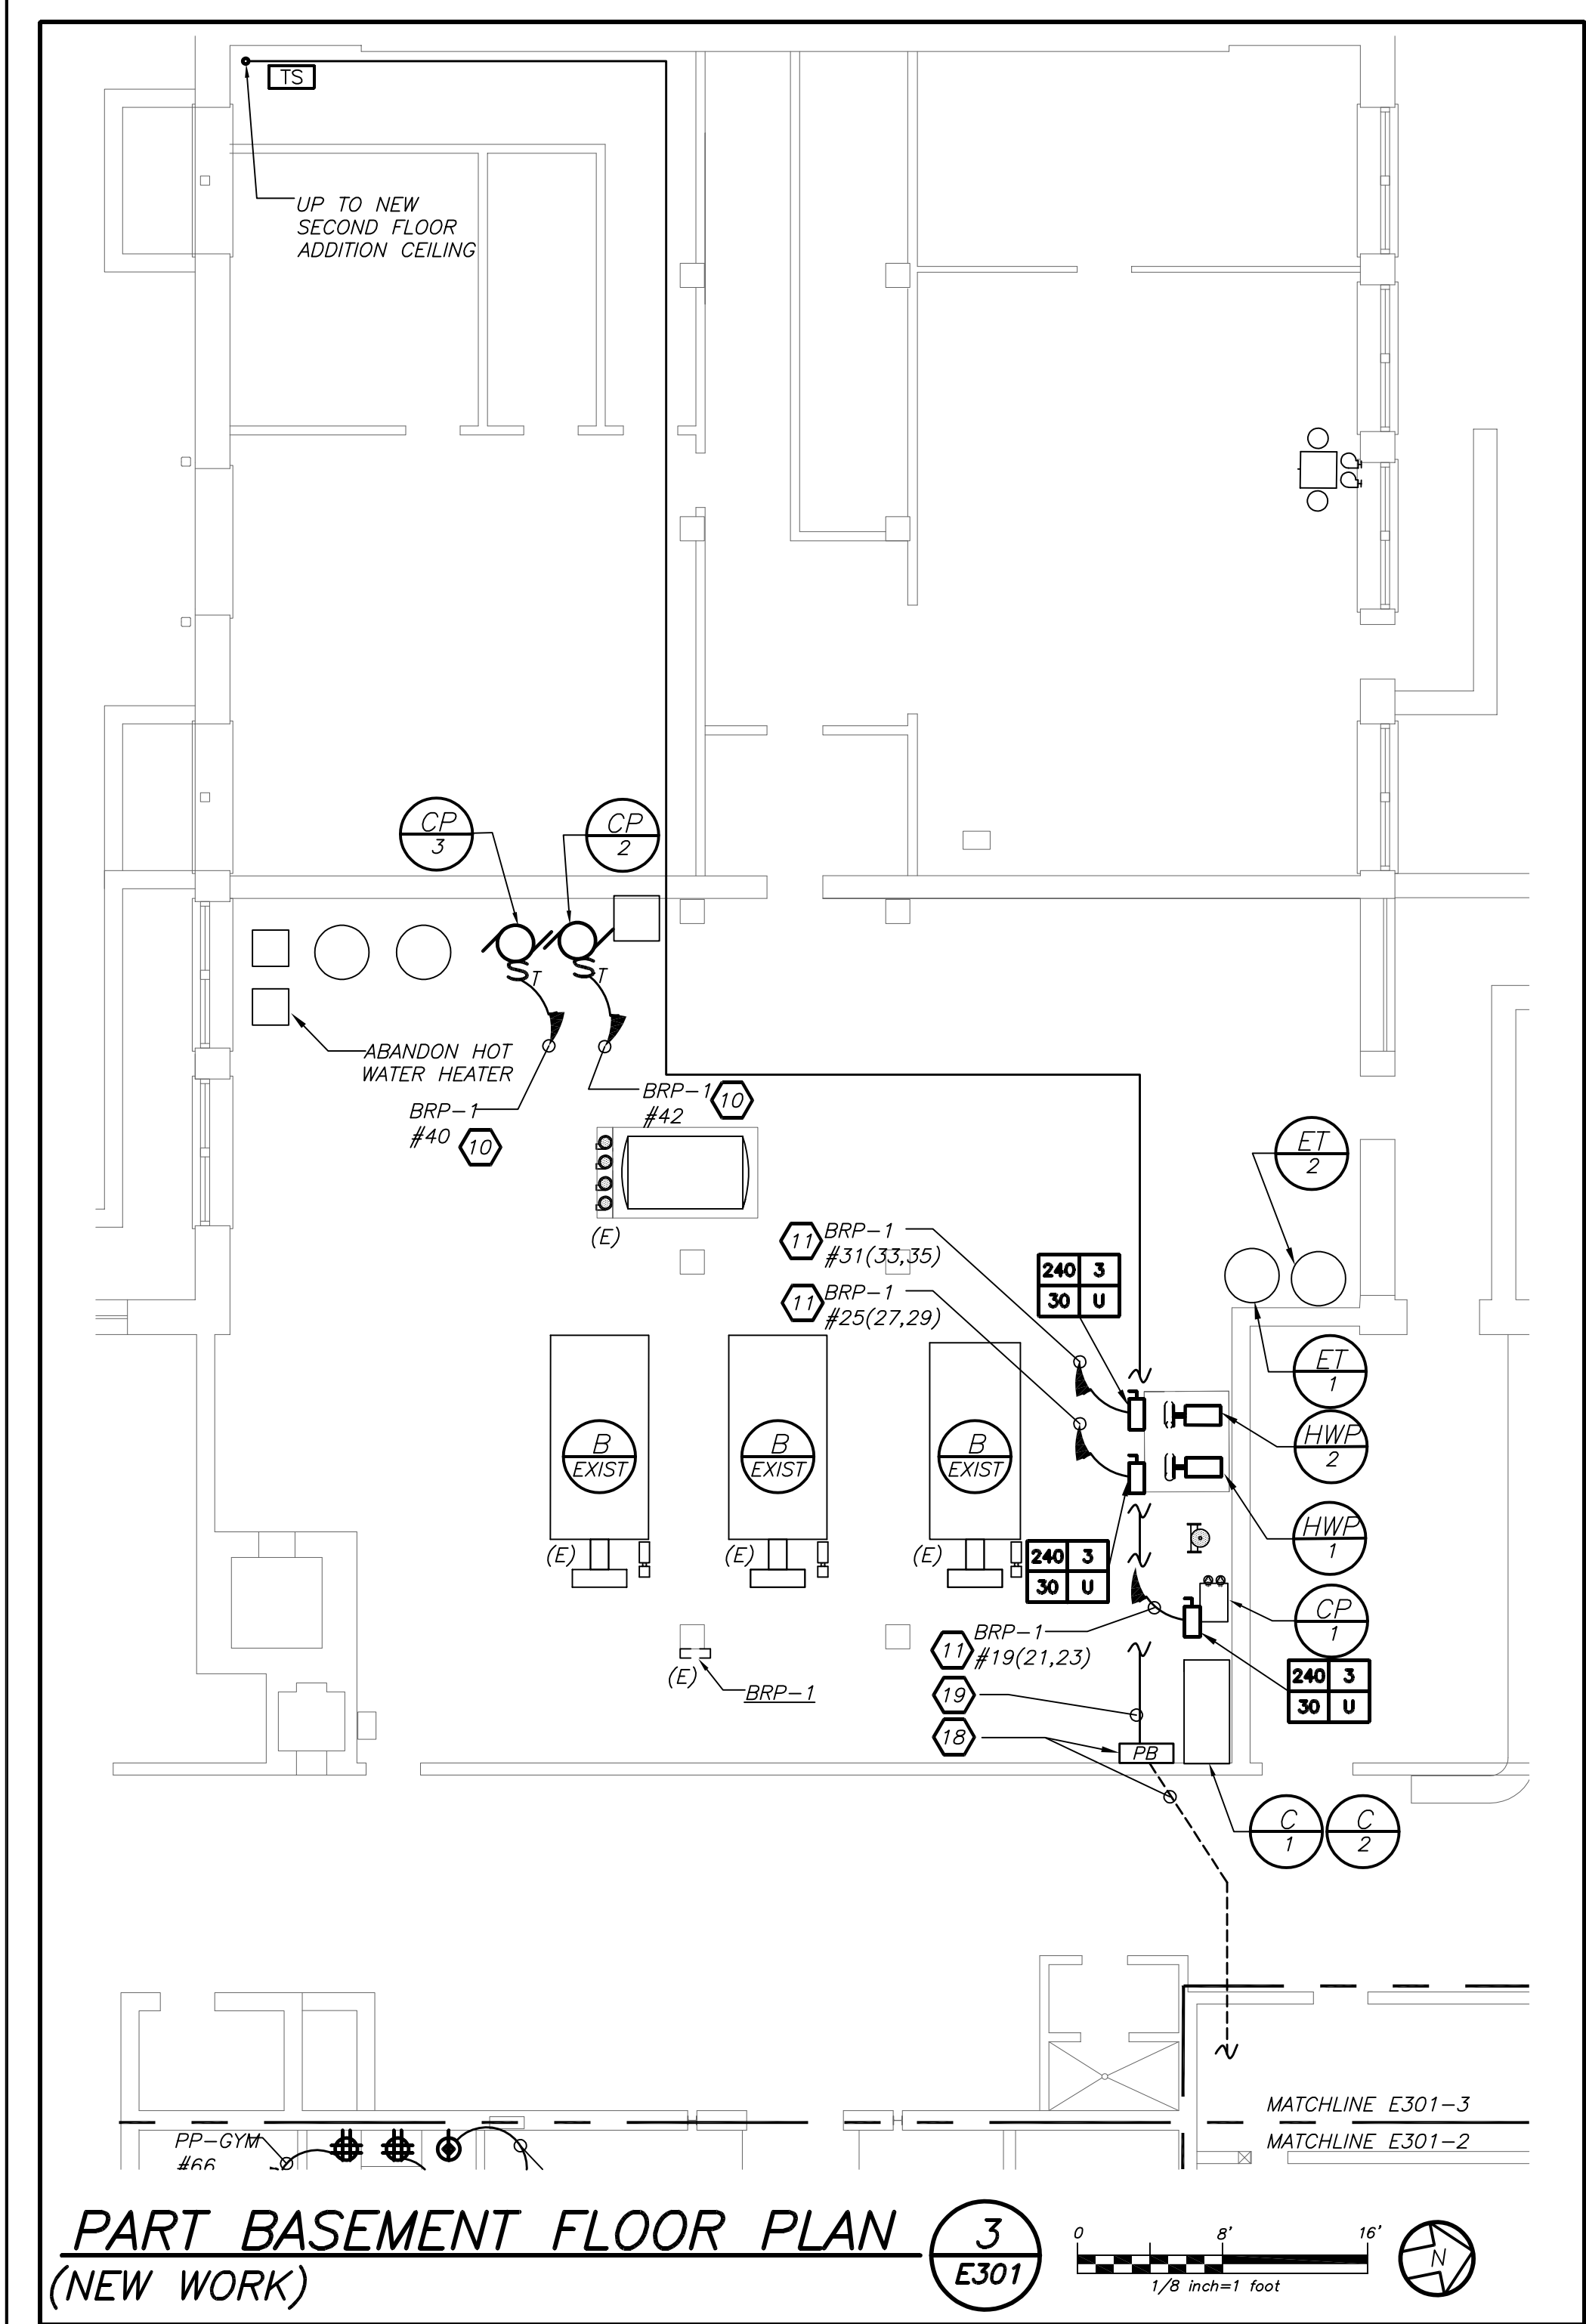 TS
UP TO NEW
SECOND FLOOR
ADDITION CEILING
CP
3
CP
2
T
T
ABANDON HOT
WATER HEATER
BRP-1
#42
10
BRP-1
#40
10
(E)
ET
2
11
BRP-1
#31(33,35)
240 3
30 U
11
BRP-1
#25(27,29)
ET
1
HWP
2
B
EXIST
B
EXIST
B
EXIST
HWP
1
(E)
(E)
(E)
240 3
30 U
CP
1
11
BRP-1
#19(21,23)
240 3
30 U
(E)
BRP-1
19
18
PB
C
1
C
2
MATCHLINE E301-3
MATCHLINE E301-2
PP-GYM
#66
PART BASEMENT FLOOR PLAN
(NEW WORK)
3
E301
0 8' 16'
1/8 inch=1 foot
N